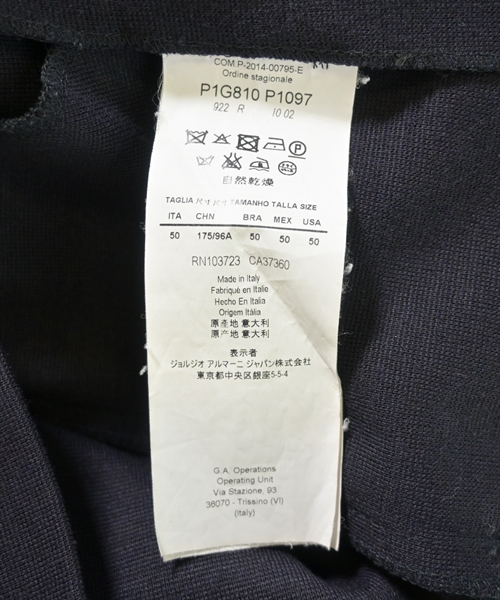 COM.P-2014-00795-E
Ordine stagionale
P1G810 P1097
922 R 10 02
自然乾燥
TAGLIA 尺寸 尺寸 TAMANHO TALLA SIZE
ITA CHN BRA MEX USA
50 175/96A 50 50 50
RN103723 CA37360
Made in Italy
Fabriqué en Italie
Hecho En Italia
Origem Itália
原產地 意大利
原产地 意大利
表示者
ジョルジオ アルマーニ ジャパン株式会社
東京都中央区銀座5-5-4
G.A. Operations
Operating Unit
Via Stazione, 93
36070 - Trissino (VI)
(Italy)